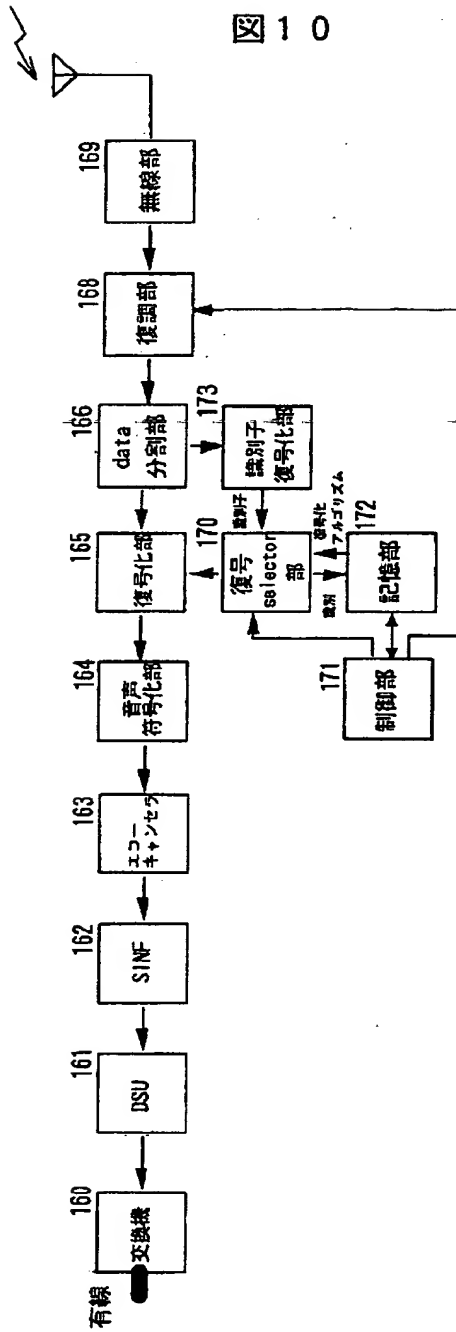 図10
169
無線部
168
復調部
166
data
分割部
173
識別子
復号化部
165
復号化部
170
識別子
復号
selector
部
復号化
アルゴリズム
識別
172
記憶部
171
制御部
164
音声
符号化部
163
エコー
キャンセラ
162
SINF
161
DSU
160
交換機
有線